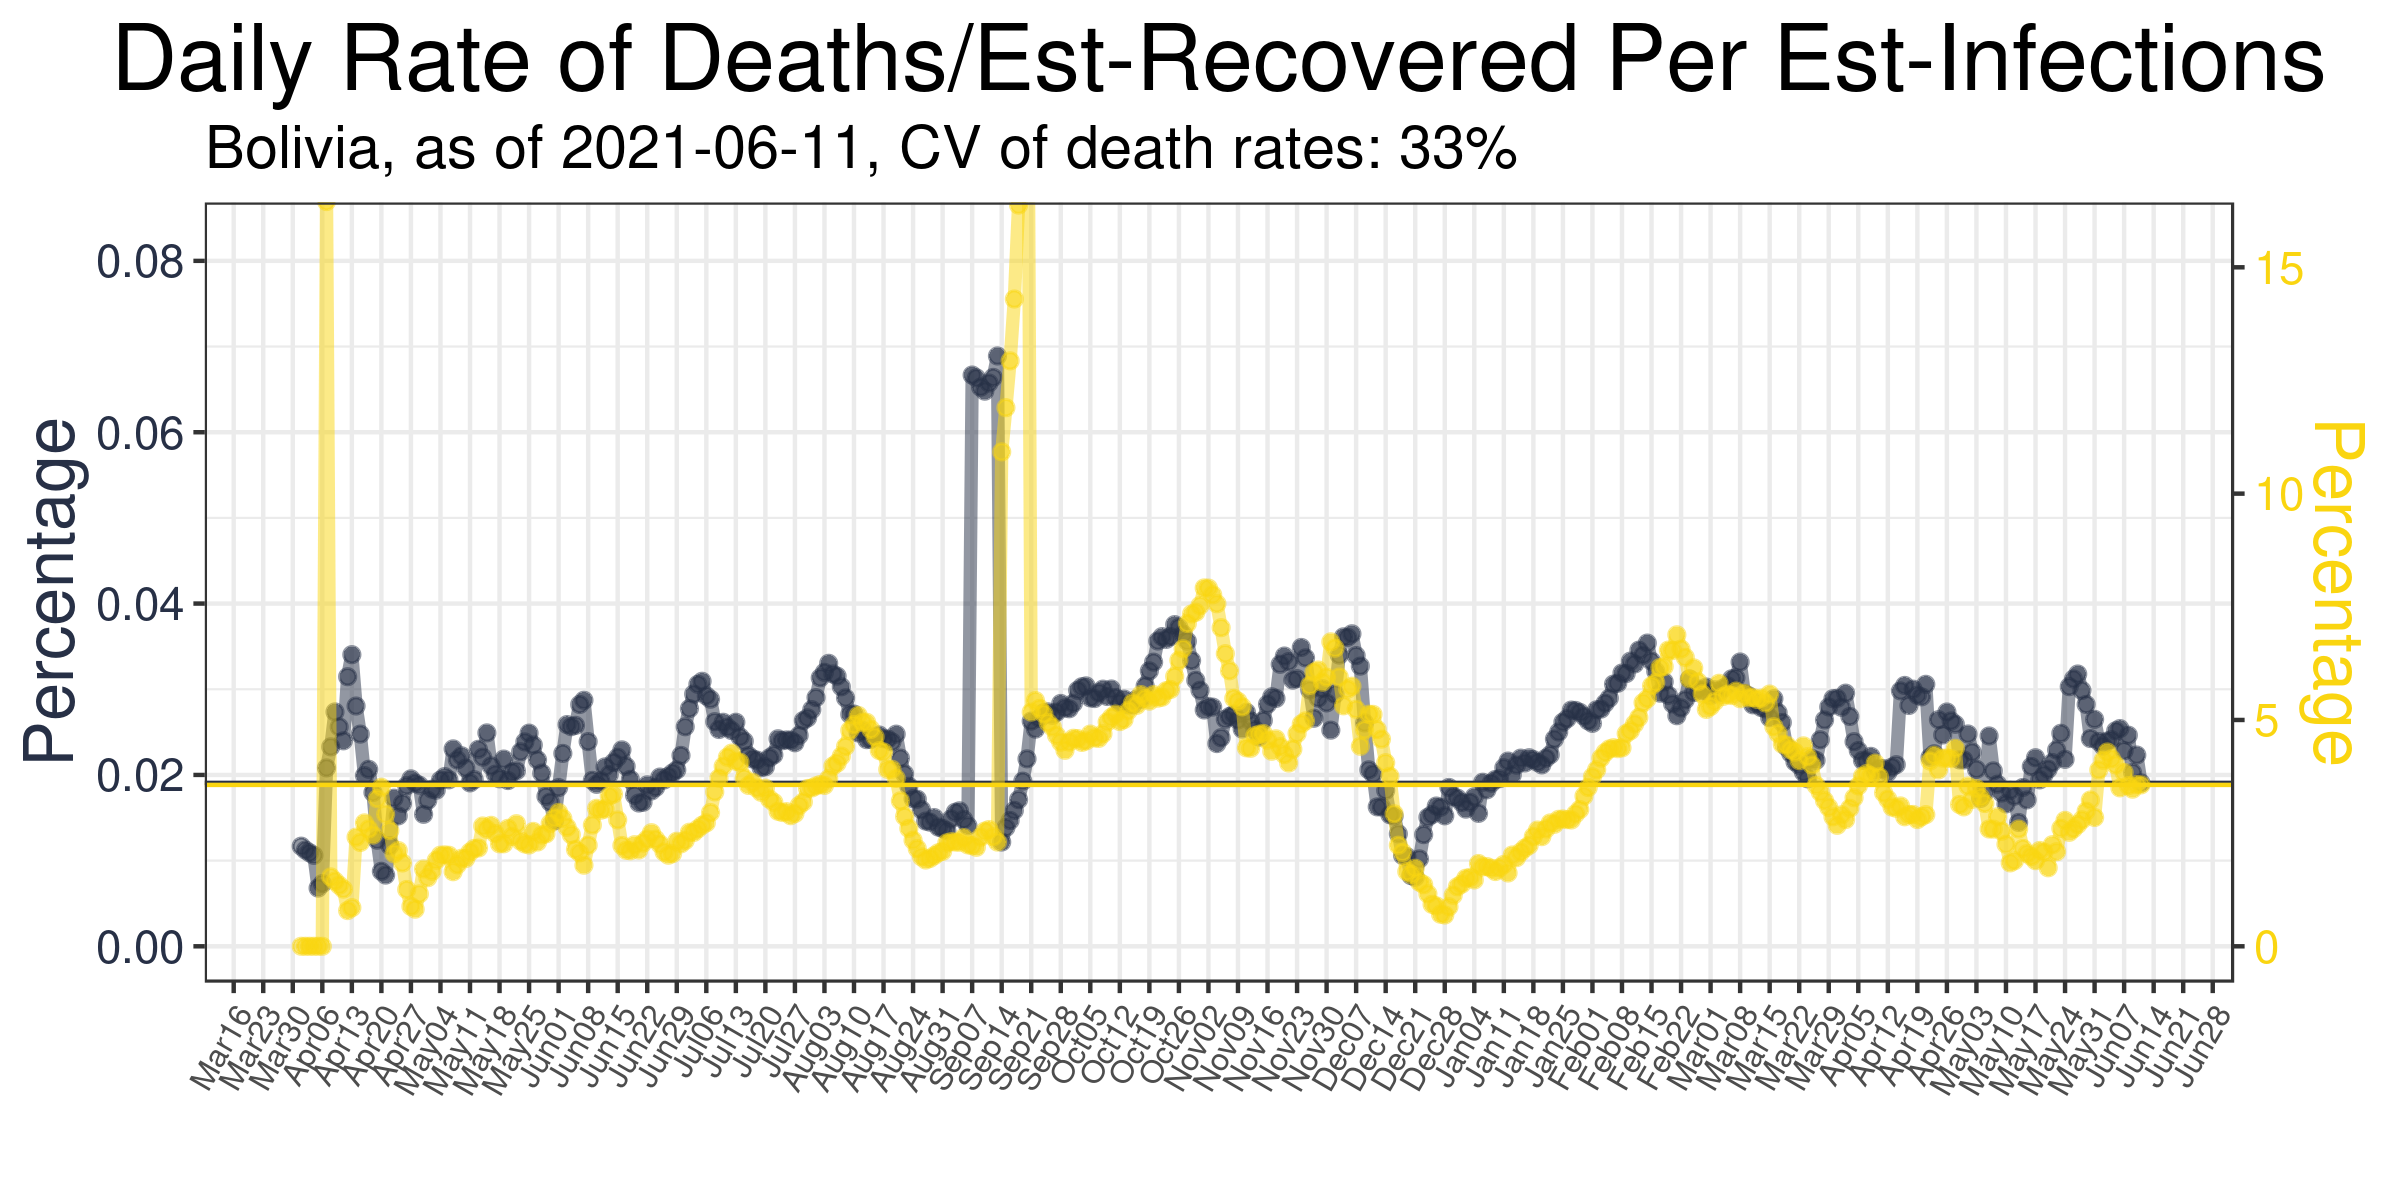 Daily Rate of Deaths/Est-Recovered Per Est-Infections
Bolivia, as of 2021-06-11, CV of death rates: 33%
Percentage
0.08
0.06
0.04
0.02
0.00
15
10
5
0
Percentage
Mar16
Mar23
Mar30
Apr06
Apr13
Apr20
Apr27
May04
May11
May18
May25
Jun01
Jun08
Jun15
Jun22
Jun29
Jul06
Jul13
Jul20
Jul27
Aug03
Aug10
Aug17
Aug24
Aug31
Sep07
Sep14
Sep21
Sep28
Oct05
Oct12
Oct19
Oct26
Nov02
Nov09
Nov16
Nov23
Nov30
Dec07
Dec14
Dec21
Dec28
Jan04
Jan11
Jan18
Jan25
Feb01
Feb08
Feb15
Feb22
Mar01
Mar08
Mar15
Mar22
Mar29
Apr05
Apr12
Apr19
Apr26
May03
May10
May17
May24
May31
Jun07
Jun14
Jun21
Jun28